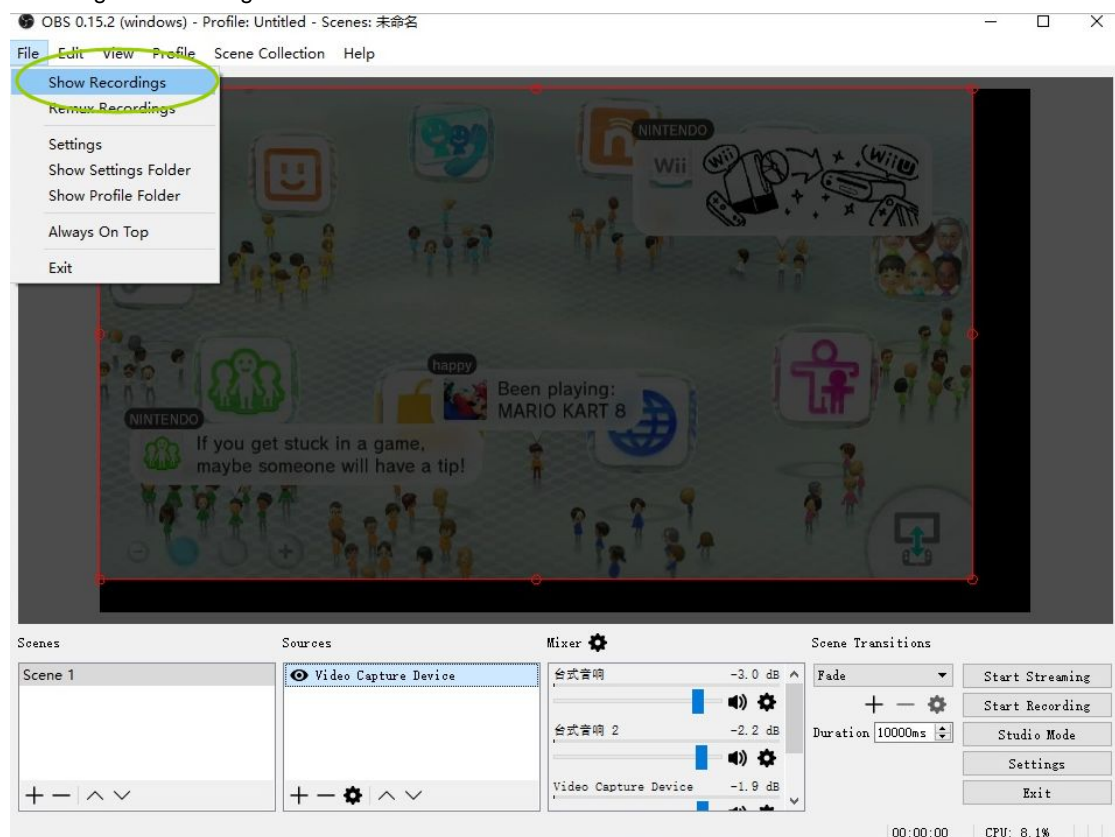 OBS 0.15.2 (windows) - Profile: Untitled - Scenes: 未命名
File Edit View Profile Scene Collection Help
Show Recordings
Remux Recordings
Settings
Show Settings Folder
Show Profile Folder
Always On Top
Exit
NINTENDO
Wii
Wii
Wii U
happy
Been playing:
MARIO KART 8
NINTENDO
If you get stuck in a game,
maybe someone will have a tip!
Scenes
Sources
Mixer
Scene Transitions
Scene 1
Video Capture Device
台式音响 -3.0 dB
台式音响 2 -2.2 dB
Video Capture Device -1.9 dB
Fade
Duration 10000ms
Start Streaming
Start Recording
Studio Mode
Settings
Exit
00:00:00 CPU: 8.1%